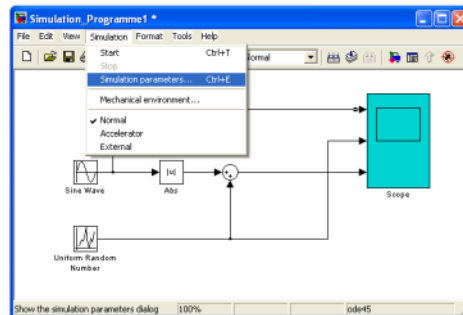 Simulation_Programme1 *
File Edit View Simulation Format Tools Help
Start Ctrl+T
Stop
Simulation parameters... Ctrl+E
Mechanical environment...
Normal
Accelerator
External
Normal
Sine Wave
|u|
Abs
Scope
Uniform Random
Number
Show the simulation parameters dialog 100% ode45